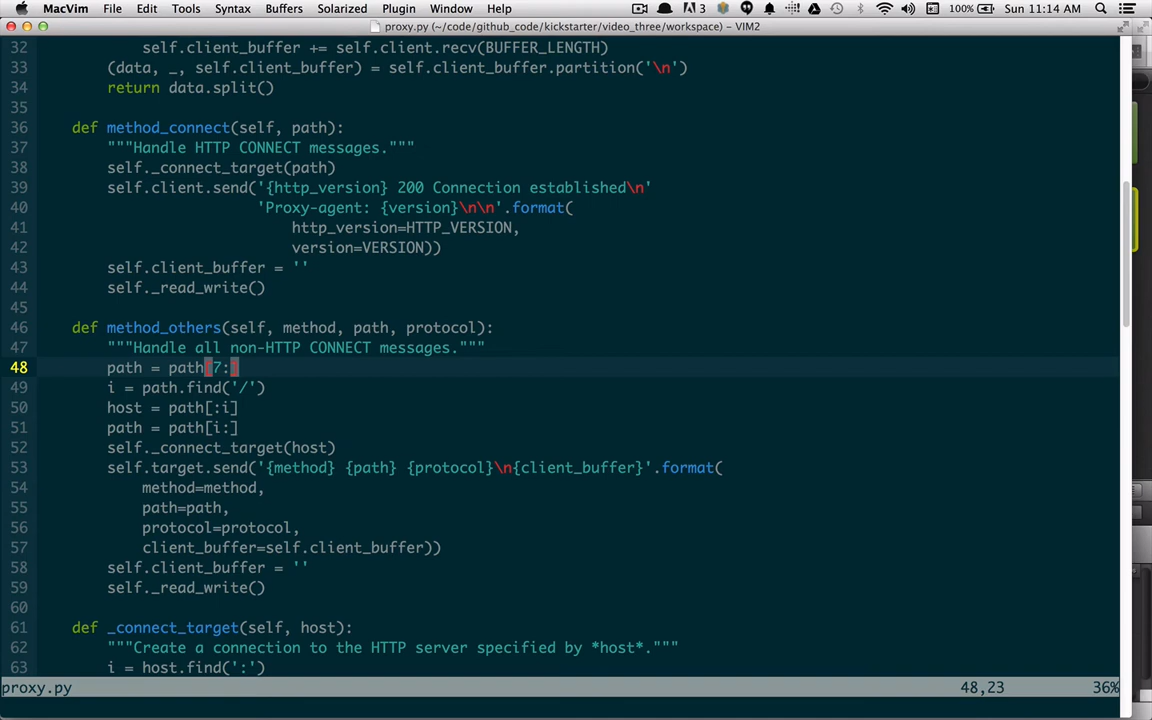 MacVim File Edit Tools Syntax Buffers Solarized Plugin Window Help 3 100% Sun 11:14 AM
proxy.py (~/code/github_code/kickstarter/video_three/workspace) - VIM2
32 self.client_buffer += self.client.recv(BUFFER_LENGTH)
33 (data, _, self.client_buffer) = self.client_buffer.partition('\n')
34 return data.split()
35
36 def method_connect(self, path):
37 """Handle HTTP CONNECT messages."""
38 self._connect_target(path)
39 self.client.send('{http_version} 200 Connection established\n'
40 'Proxy-agent: {version}\n\n'.format(
41 http_version=HTTP_VERSION,
42 version=VERSION))
43 self.client_buffer = ''
44 self._read_write()
45
46 def method_others(self, method, path, protocol):
47 """Handle all non-HTTP CONNECT messages."""
48 path = path[7:]
49 i = path.find('/')
50 host = path[:i]
51 path = path[i:]
52 self._connect_target(host)
53 self.target.send('{method} {path} {protocol}\n{client_buffer}'.format(
54 method=method,
55 path=path,
56 protocol=protocol,
57 client_buffer=self.client_buffer))
58 self.client_buffer = ''
59 self._read_write()
60
61 def _connect_target(self, host):
62 """Create a connection to the HTTP server specified by *host*."""
63 i = host.find(':')
proxy.py 48,23 36%